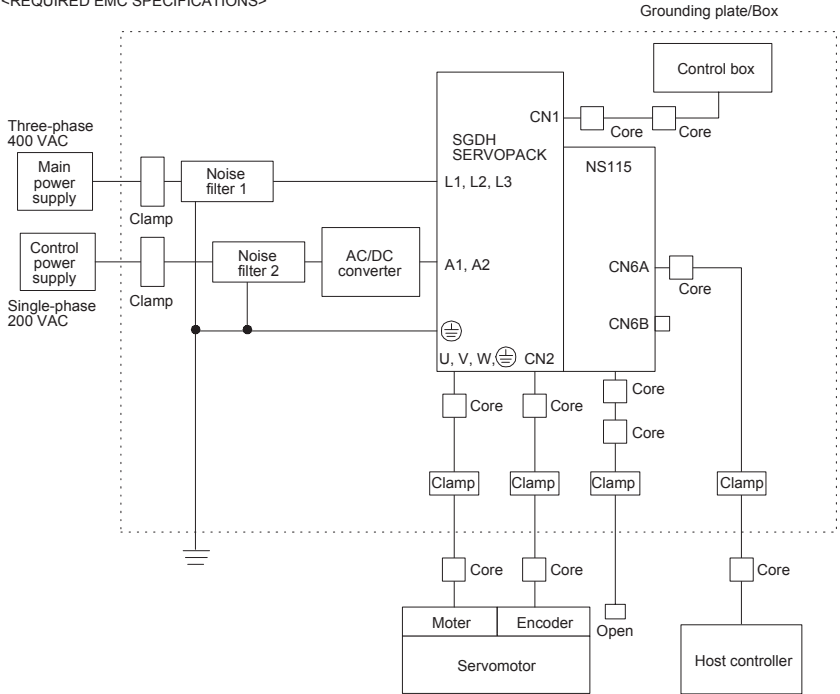 <REQUIRED EMC SPECIFICATIONS>
Grounding plate/Box
Control box
CN1
Core
Core
SGDH
SERVOPACK
NS115
Three-phase
400 VAC
Main
power
supply
Clamp
Noise
filter 1
L1, L2, L3
Control
power
supply
Single-phase
200 VAC
Clamp
Noise
filter 2
AC/DC
converter
A1, A2
CN6A
Core
CN6B
U, V, W, CN2
Core
Core
Core
Core
Clamp
Clamp
Clamp
Clamp
Core
Core
Core
Moter
Encoder
Open
Servomotor
Host controller